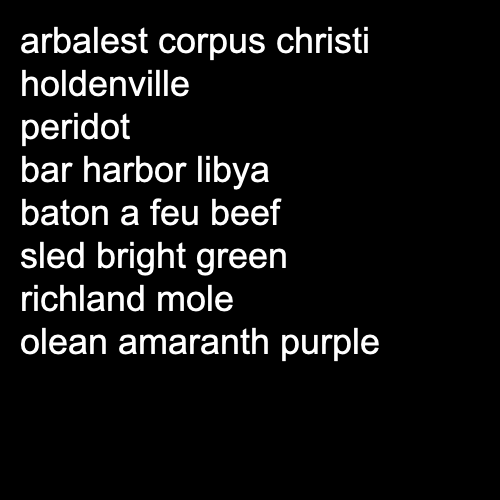 arbalest corpus christi
holdenville
peridot
bar harbor libya
baton a feu beef
sled bright green
richland mole
olean amaranth purple